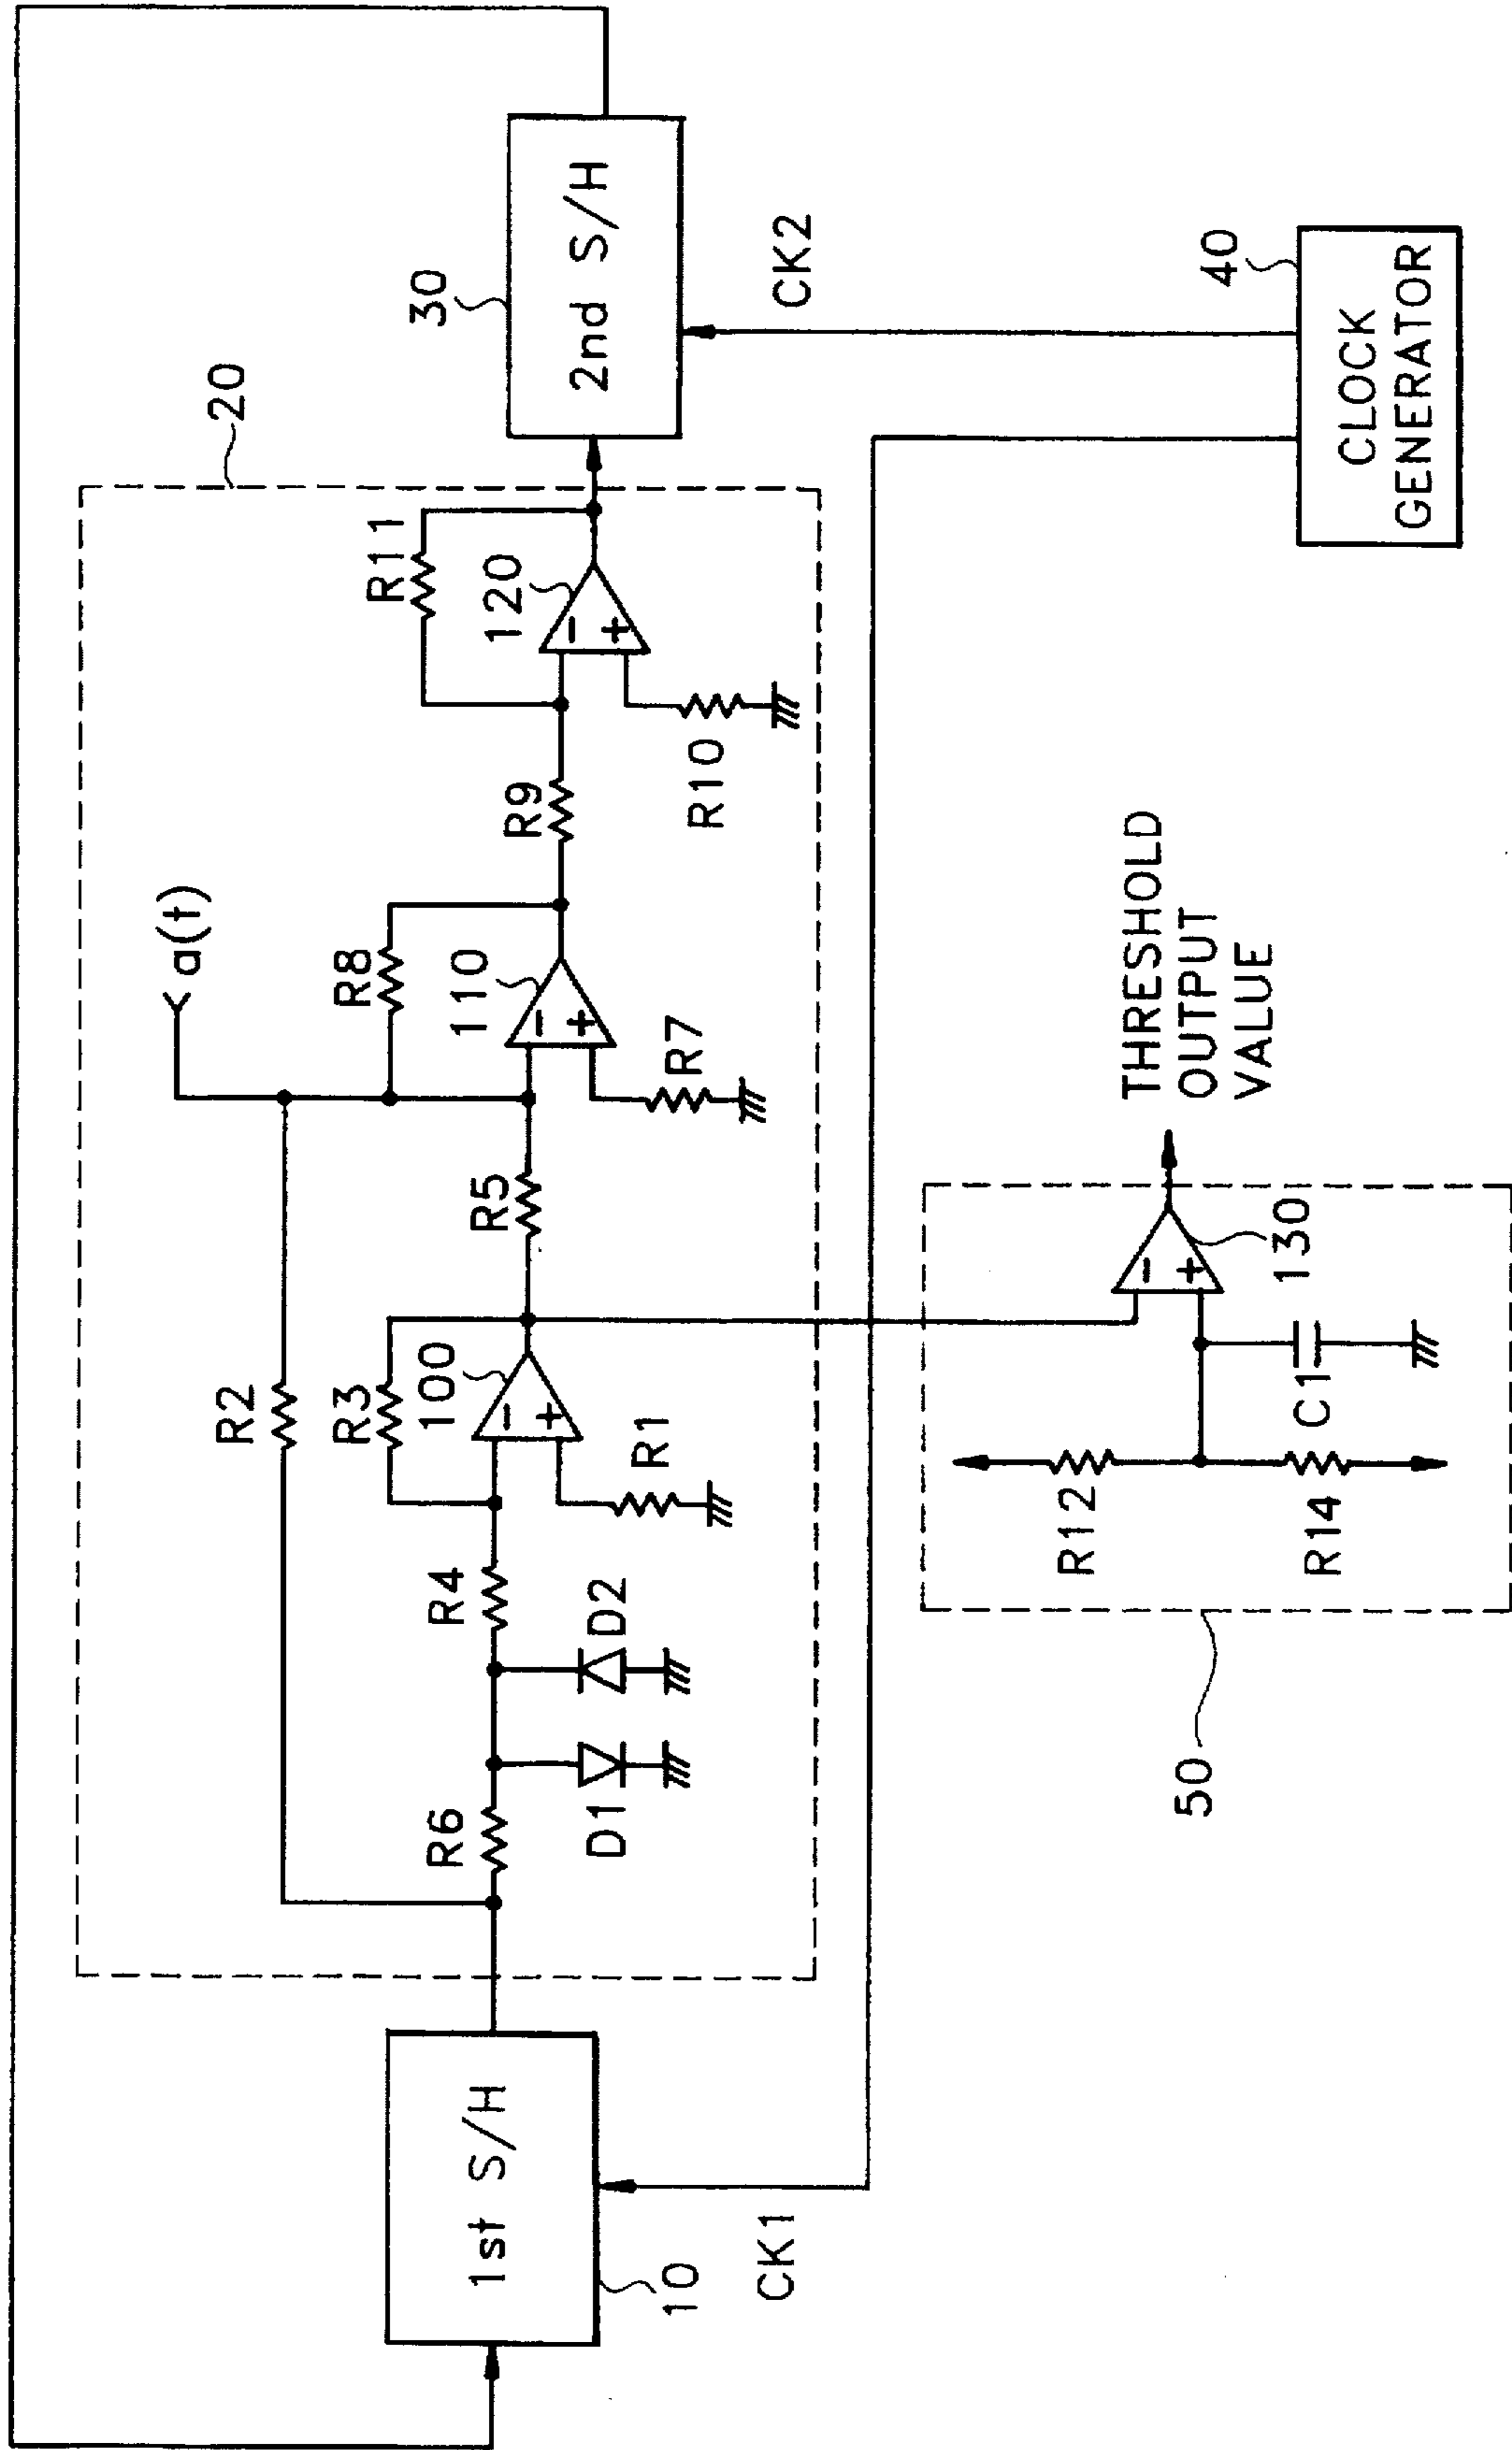 20
a(t)
R2
R3
R8
R11
30
R6
R4
100
R5
110
R9
120
1st S/H
2nd S/H
D1
D2
R1
R7
R10
10
CK1
CK2
50
R12
R14
C1
130
THRESHOLD
OUTPUT
VALUE
40
CLOCK
GENERATOR